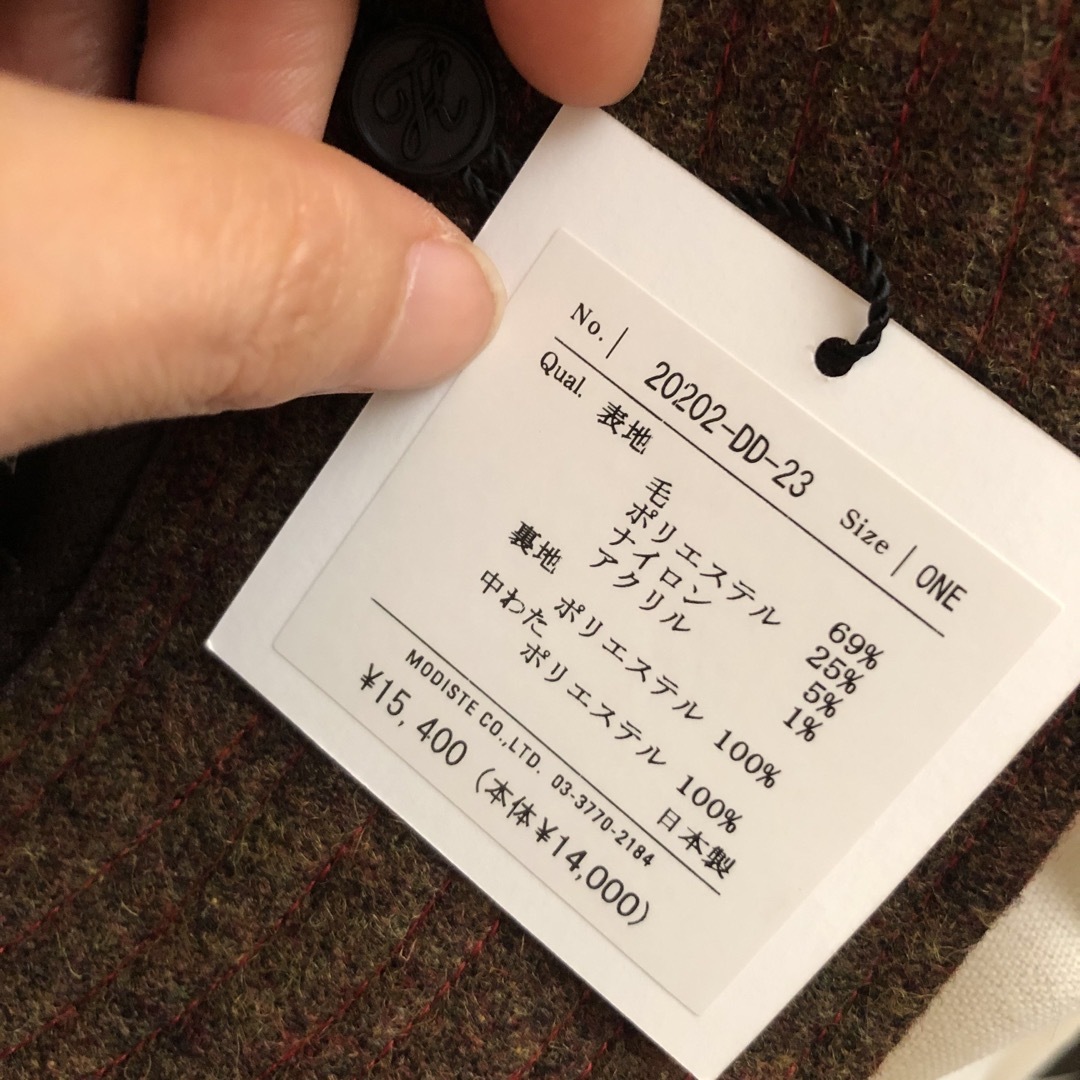 No. 20202-DD-23 Size ONE
Qual. 表地
毛 69%
ポリエステル 25%
ナイロン 5%
アクリル 1%
裏地
ポリエステル 100%
中わた
ポリエステル 100%
日本製
MODISTE CO.,LTD. 03-3770-2184
¥15,400 (本体¥14,000)